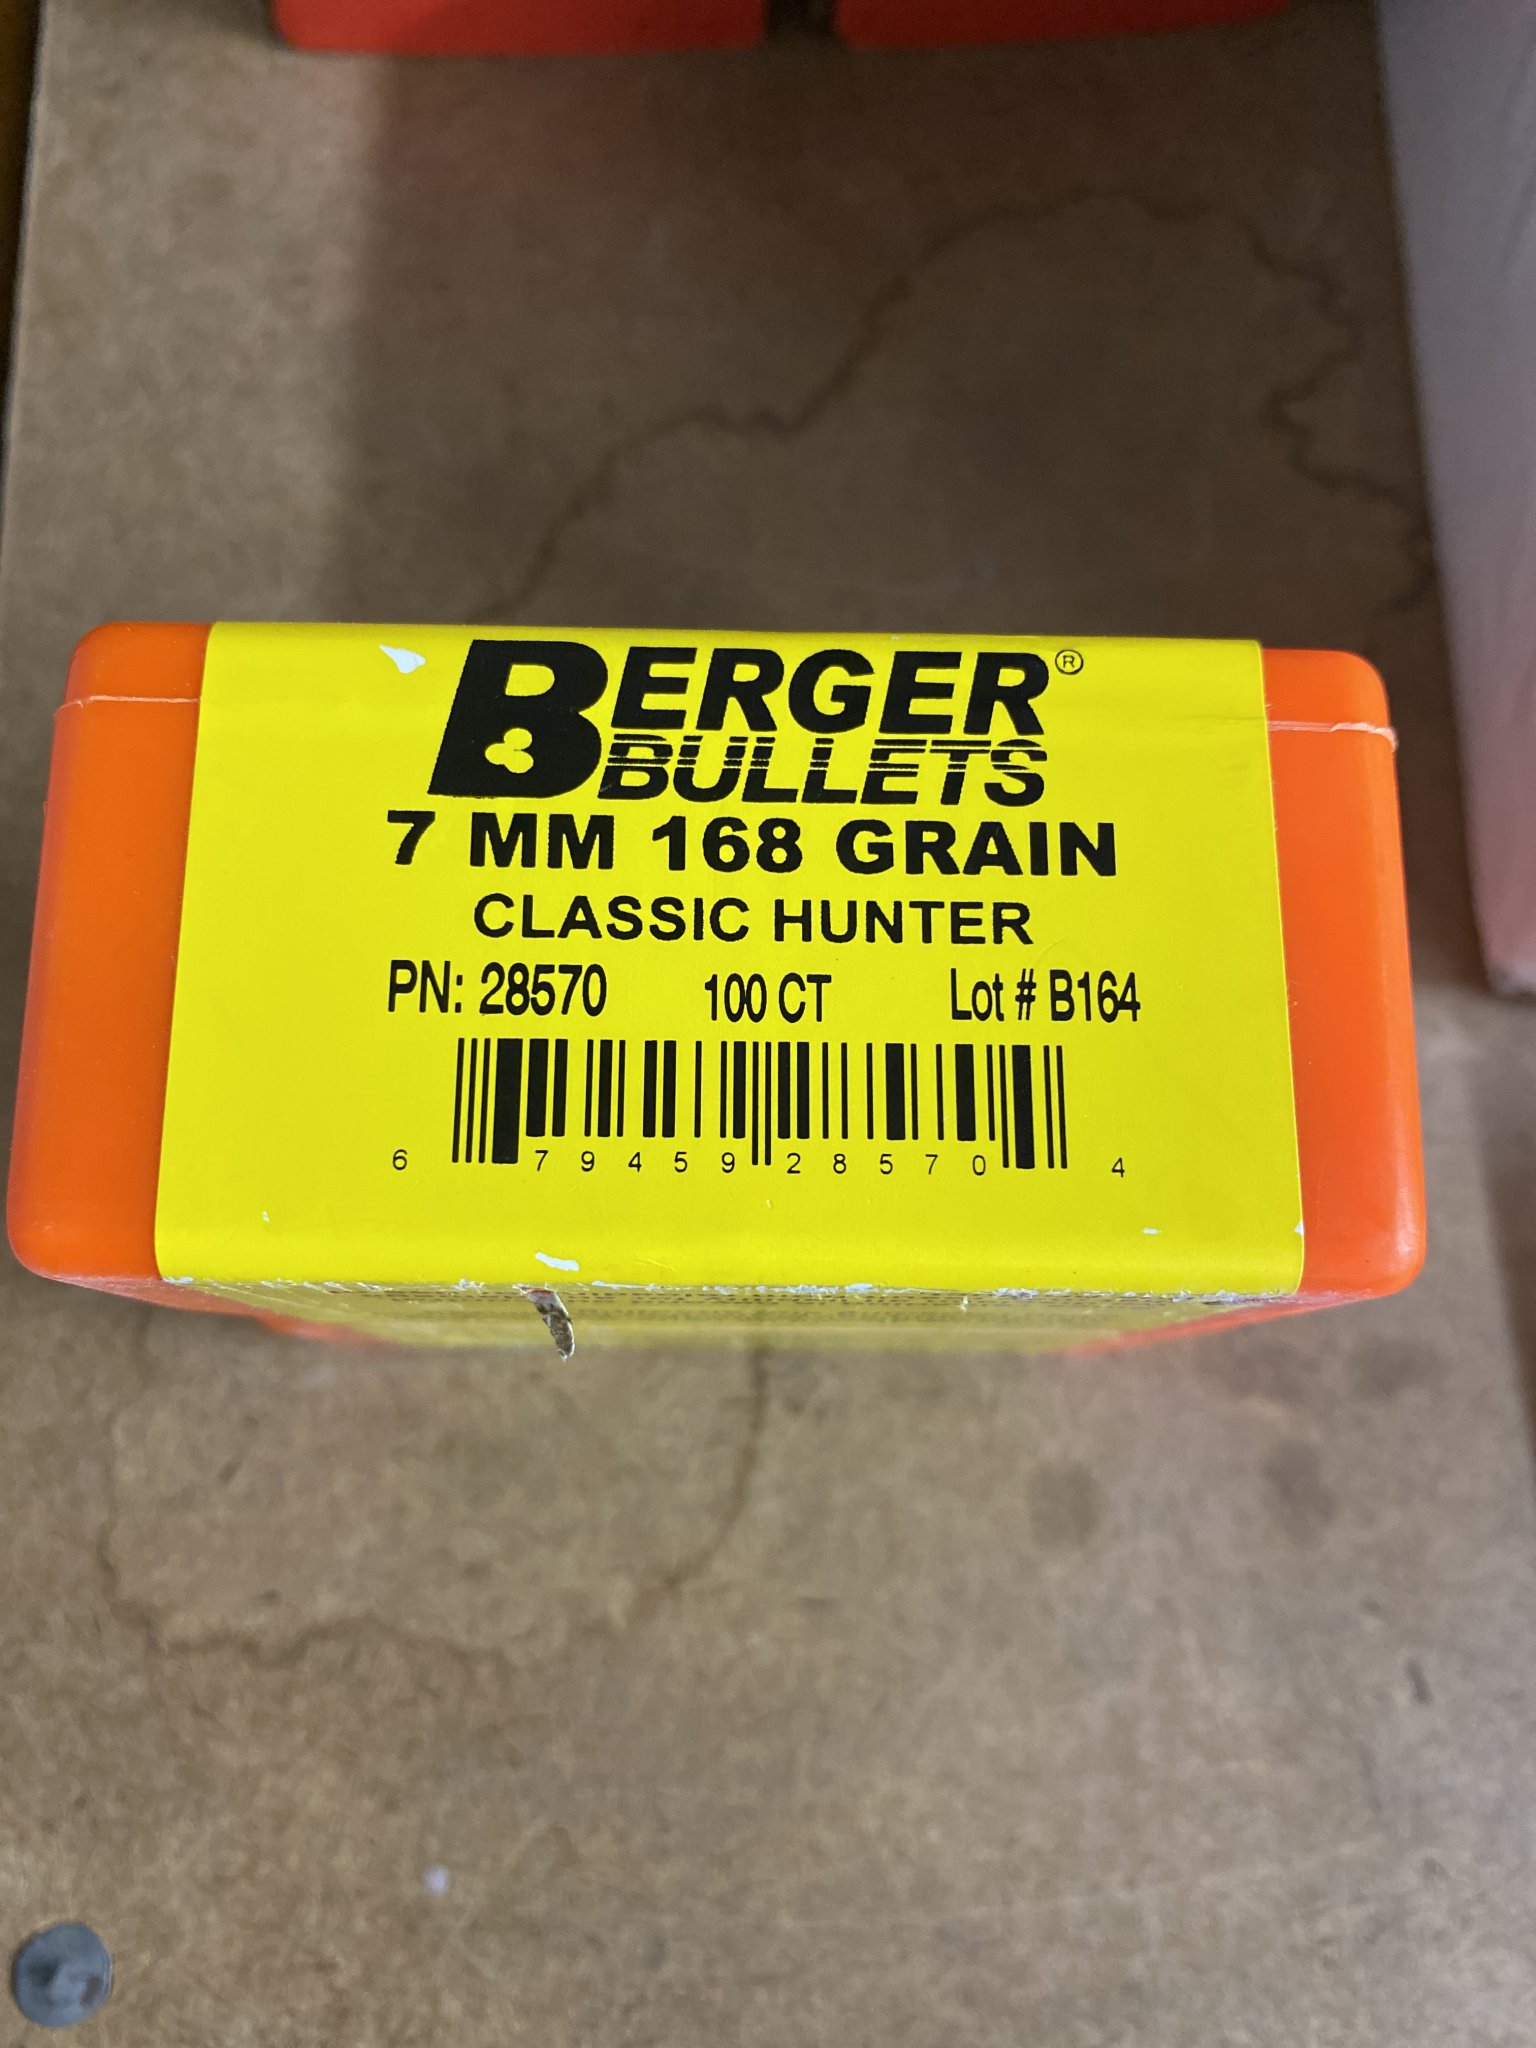 BERGER®
BULLETS
7 MM 168 GRAIN
CLASSIC HUNTER
PN: 28570 100 CT Lot # B164
6 79459 28570 4